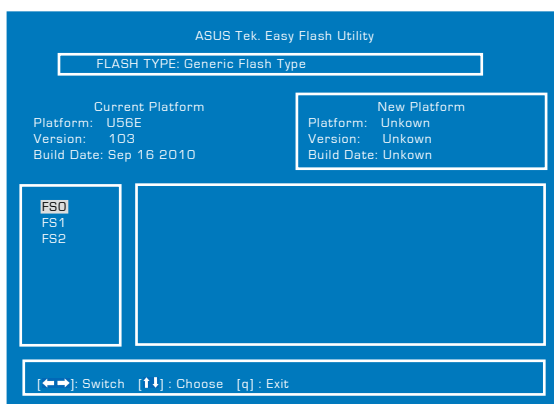 ASUS Tek. Easy Flash Utility
FLASH TYPE: Generic Flash Type
Current Platform
Platform: U56E
Version: 103
Build Date: Sep 16 2010
New Platform
Platform: Unkown
Version: Unkown
Build Date: Unkown
FS0
FS1
FS2
[←→]: Switch [↑↓] : Choose [q] : Exit